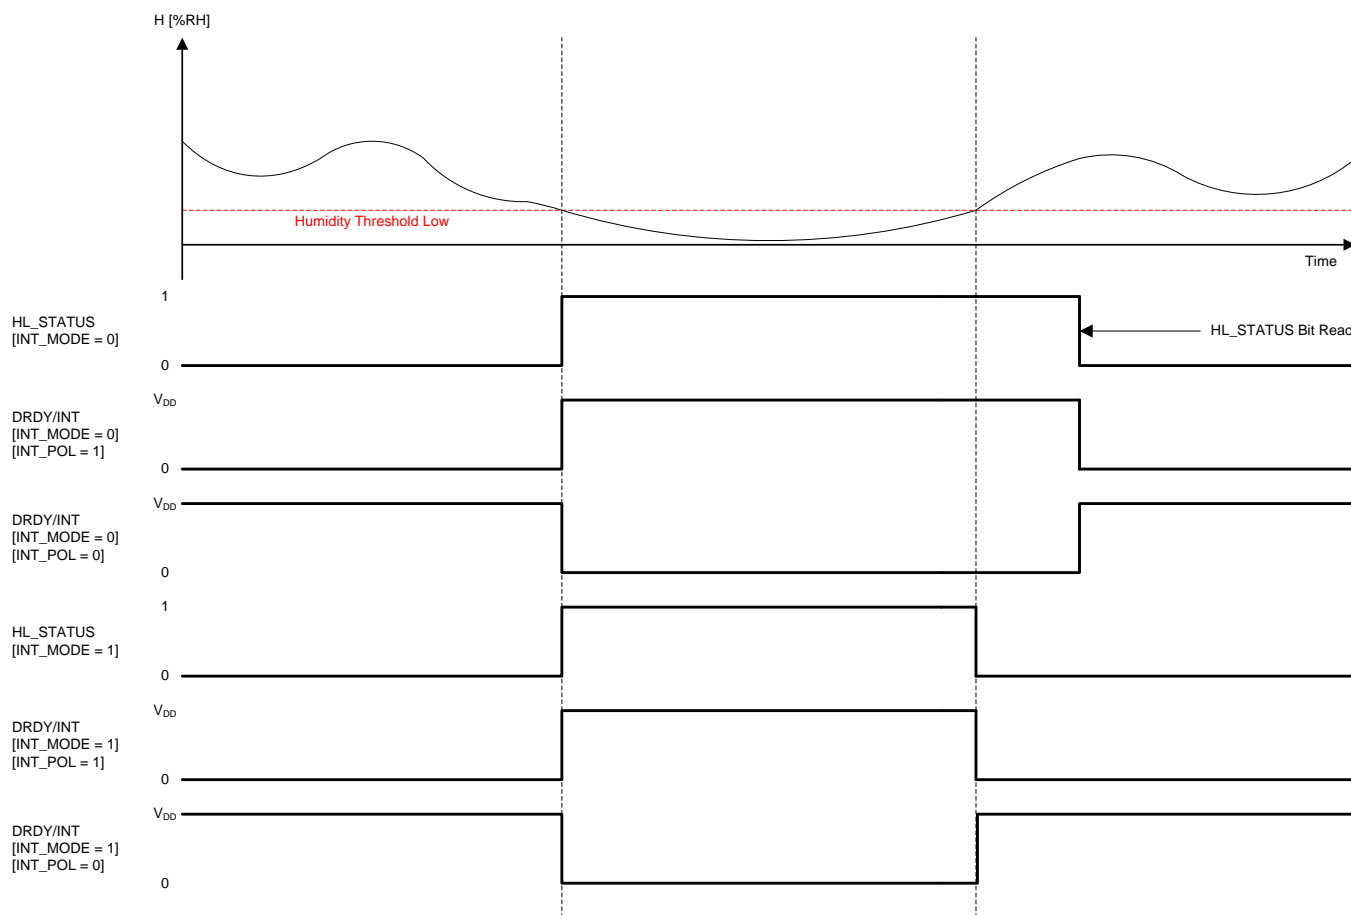 H [%RH]
Humidity Threshold Low
Time
1
HL_STATUS
[INT_MODE = 0]
HL_STATUS Bit Read
0
VDD
DRDY/INT
[INT_MODE = 0]
[INT_POL = 1]
0
VDD
DRDY/INT
[INT_MODE = 0]
[INT_POL = 0]
0
1
HL_STATUS
[INT_MODE = 1]
0
VDD
DRDY/INT
[INT_MODE = 1]
[INT_POL = 1]
0
VDD
DRDY/INT
[INT_MODE = 1]
[INT_POL = 0]
0